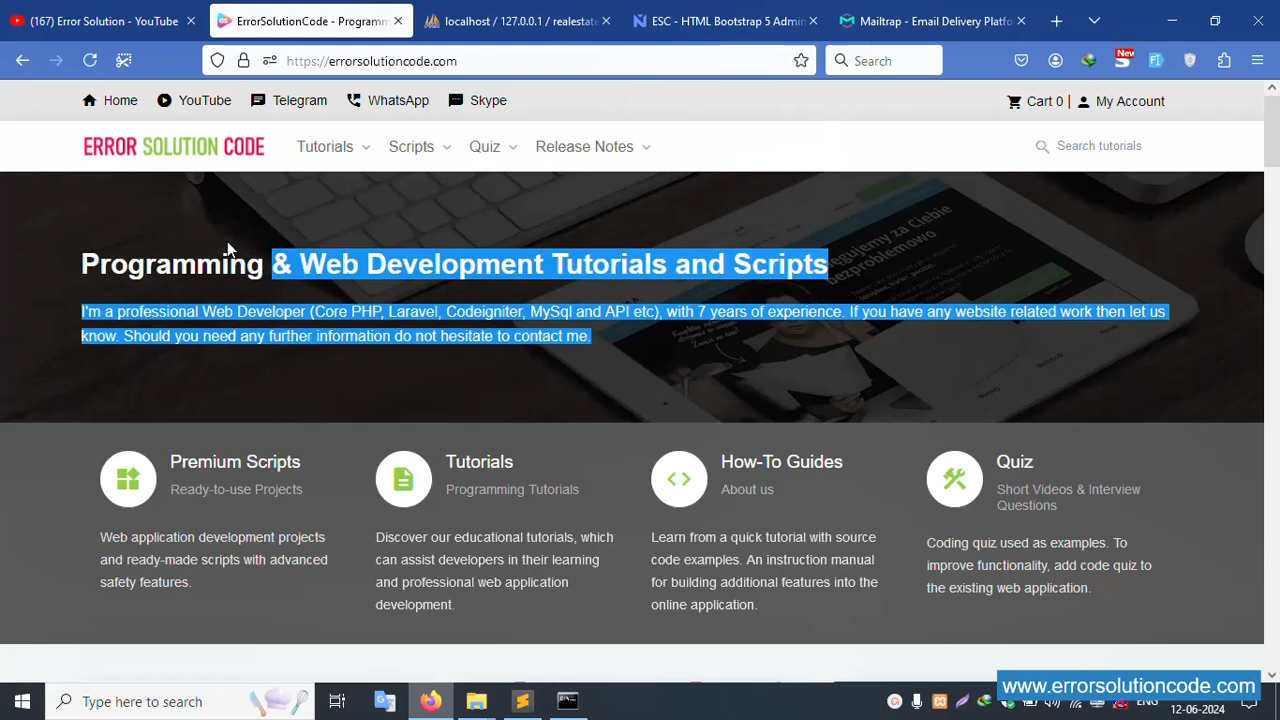 (167) Error Solution - YouTube
ErrorSolutionCode - Programm
localhost / 127.0.0.1 / realestate
ESC - HTML Bootstrap 5 Admin
Mailtrap - Email Delivery Platfo
https://errorsolutioncode.com
Search
New
Home
YouTube
Telegram
WhatsApp
Skype
Cart 0 |
My Account
ERROR SOLUTION CODE
Tutorials
Scripts
Quiz
Release Notes
Search tutorials
Programming & Web Development Tutorials and Scripts
I'm a professional Web Developer (Core PHP, Laravel, Codeigniter, MySql and API etc), with 7 years of experience. If you have any website related work then let us
know. Should you need any further information do not hesitate to contact me.
Premium Scripts
Ready-to-use Projects
Web application development projects
and ready-made scripts with advanced
safety features.
Tutorials
Programming Tutorials
Discover our educational tutorials, which
can assist developers in their learning
and professional web application
development.
How-To Guides
About us
Learn from a quick tutorial with source
code examples. An instruction manual
for building additional features into the
online application.
Quiz
Short Videos & Interview
Questions
Coding quiz used as examples. To
improve functionality, add code quiz to
the existing web application.
www.errorsolutioncode.com
Type here to search
ENG
12-06-2024